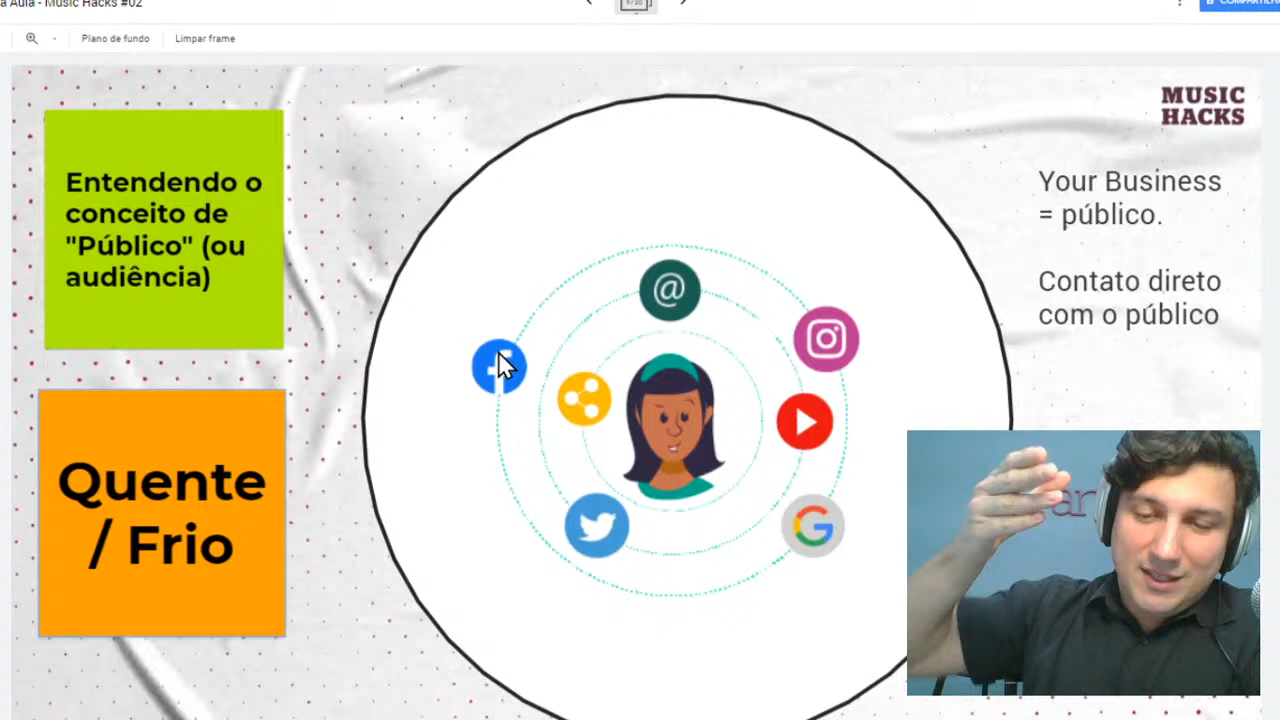 a Aula - Music Hacks #02
Plano de fundo
Limpar frame
MUSIC
HACKS
Entendendo o
conceito de
"Público" (ou
audiência)
Your Business
= público.
Contato direto
com o público
@
Quente
/ Frio